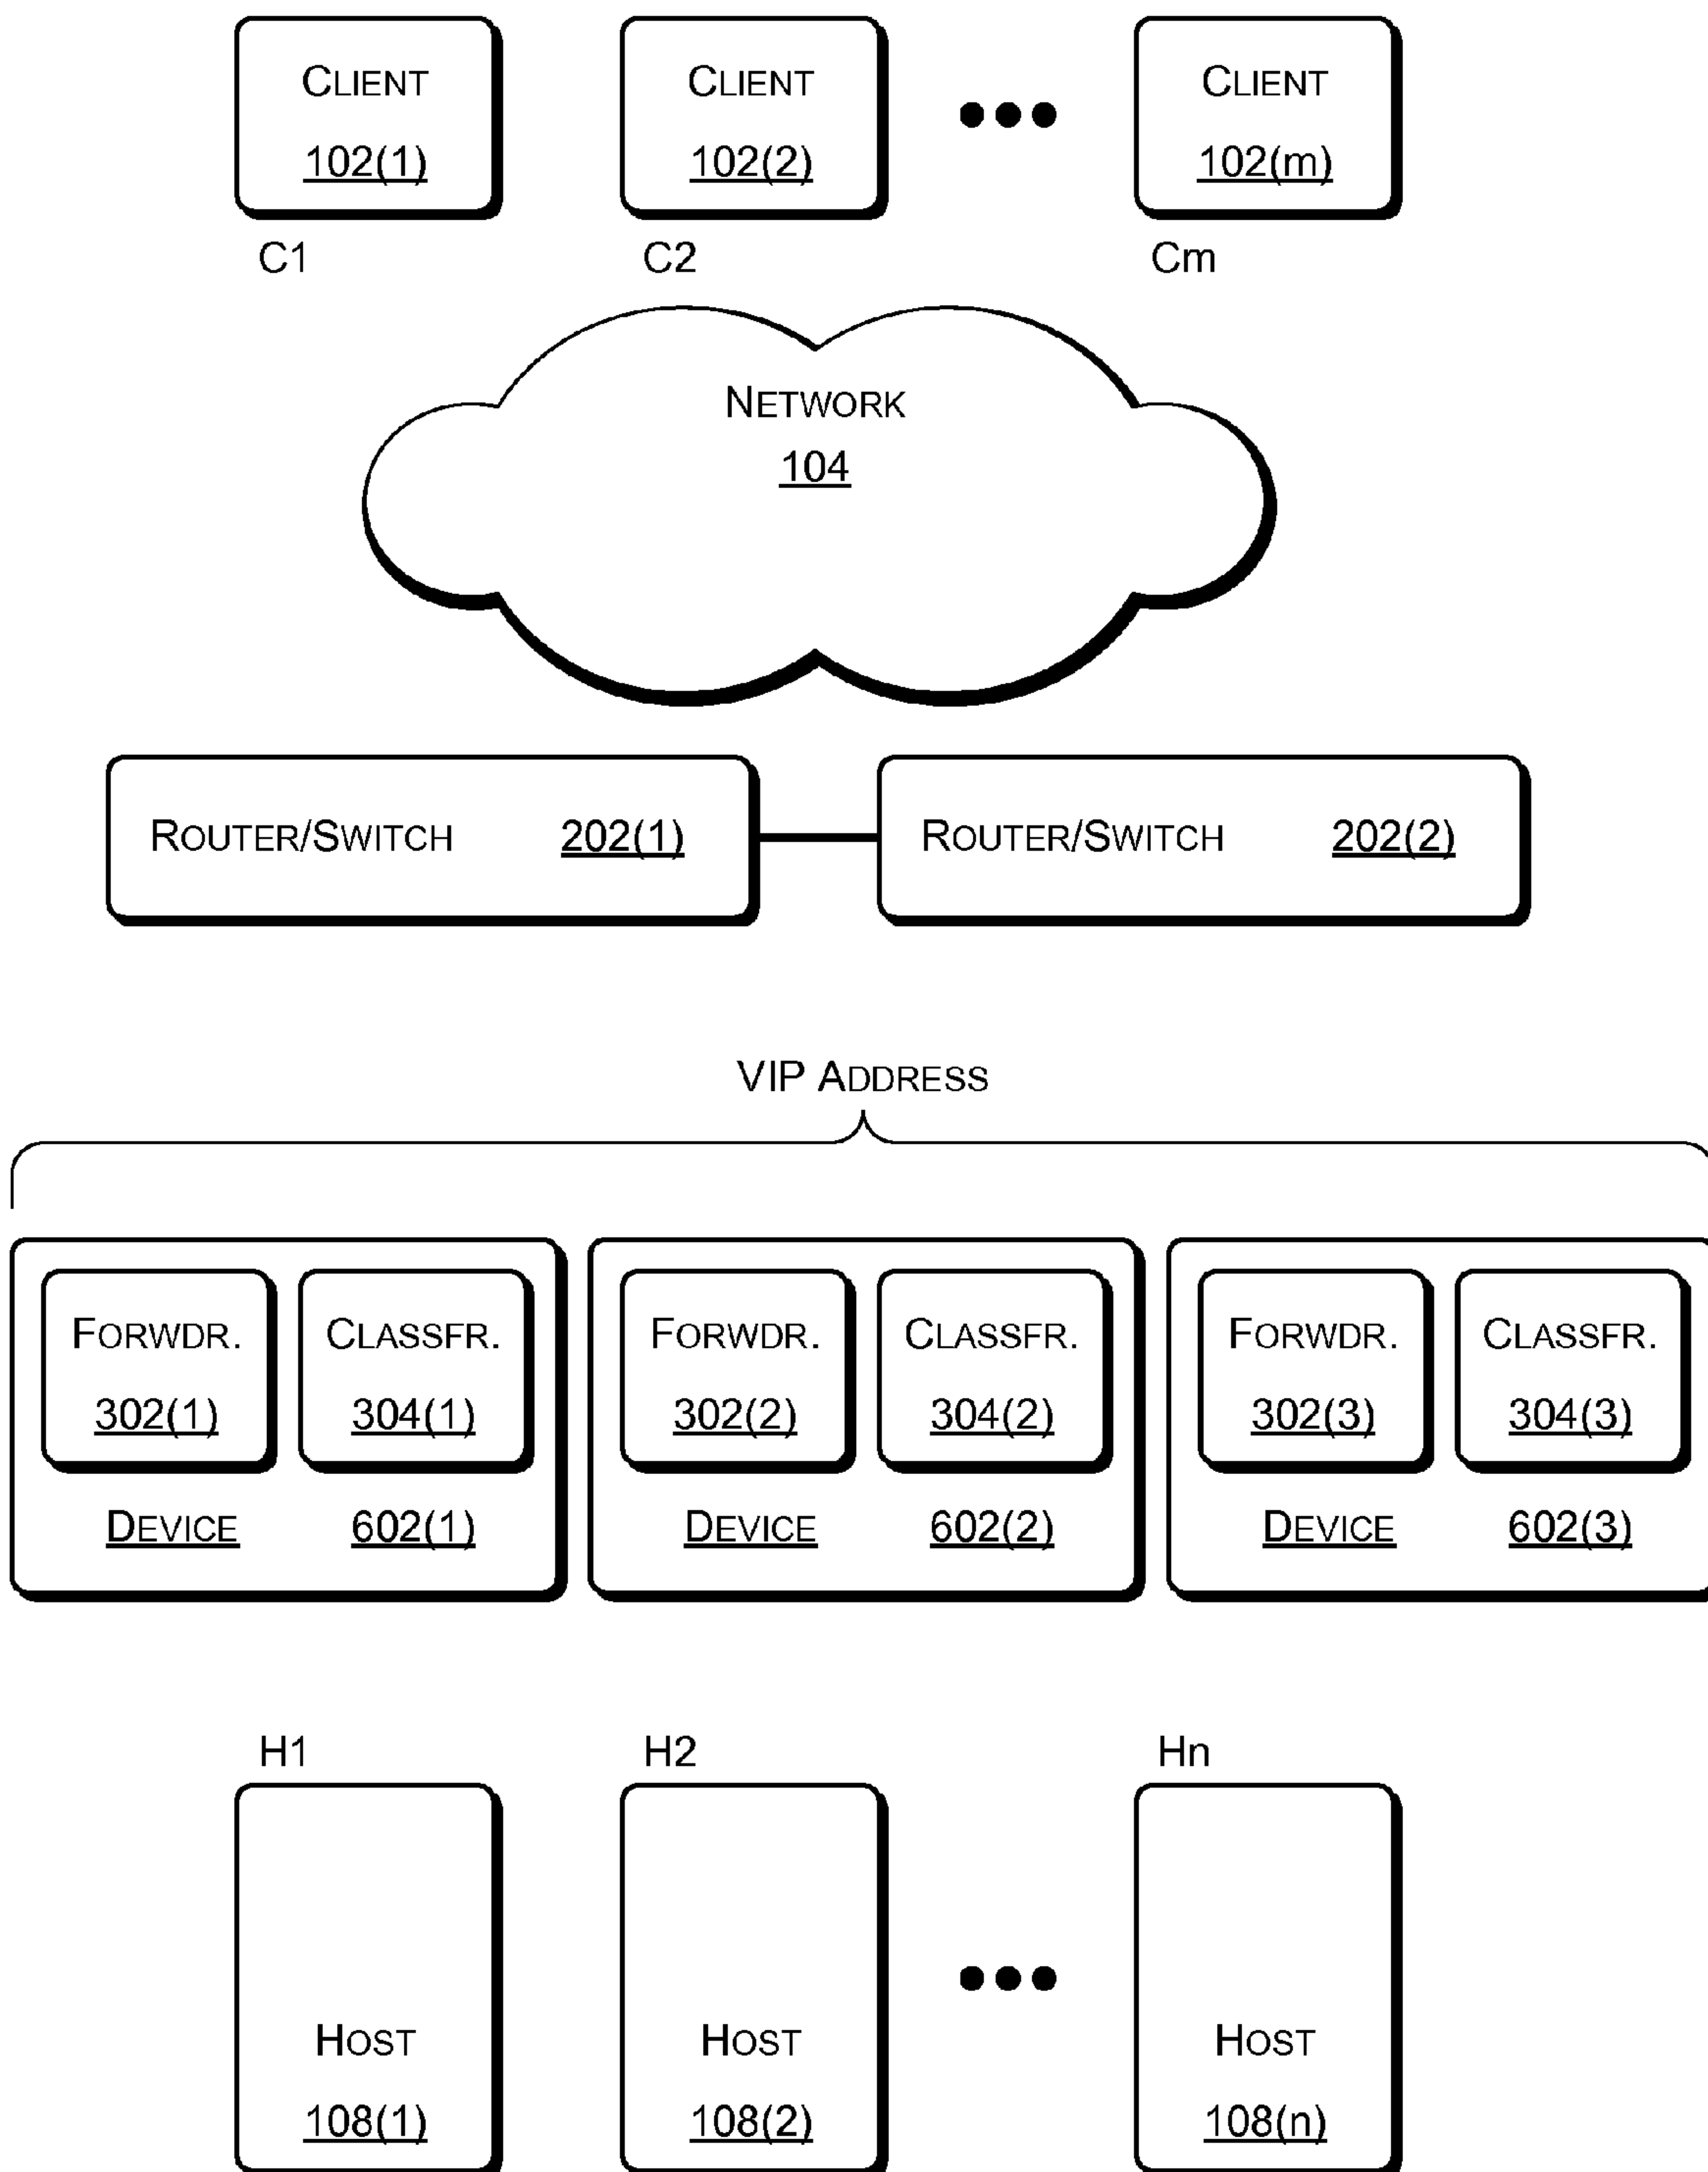 CLIENT CLIENT CLIENT
102(1) 102(2) ••• 102(m)
C1 C2 Cm
NETWORK
104
ROUTER/SWITCH 202(1) ROUTER/SWITCH 202(2)
VIP ADDRESS
FORWDR. CLASSFR. FORWDR. CLASSFR. FORWDR. CLASSFR.
302(1) 304(1) 302(2) 304(2) 302(3) 304(3)
DEVICE 602(1) DEVICE 602(2) DEVICE 602(3)
H1 H2 Hn
•••
HOST HOST HOST
108(1) 108(2) 108(n)